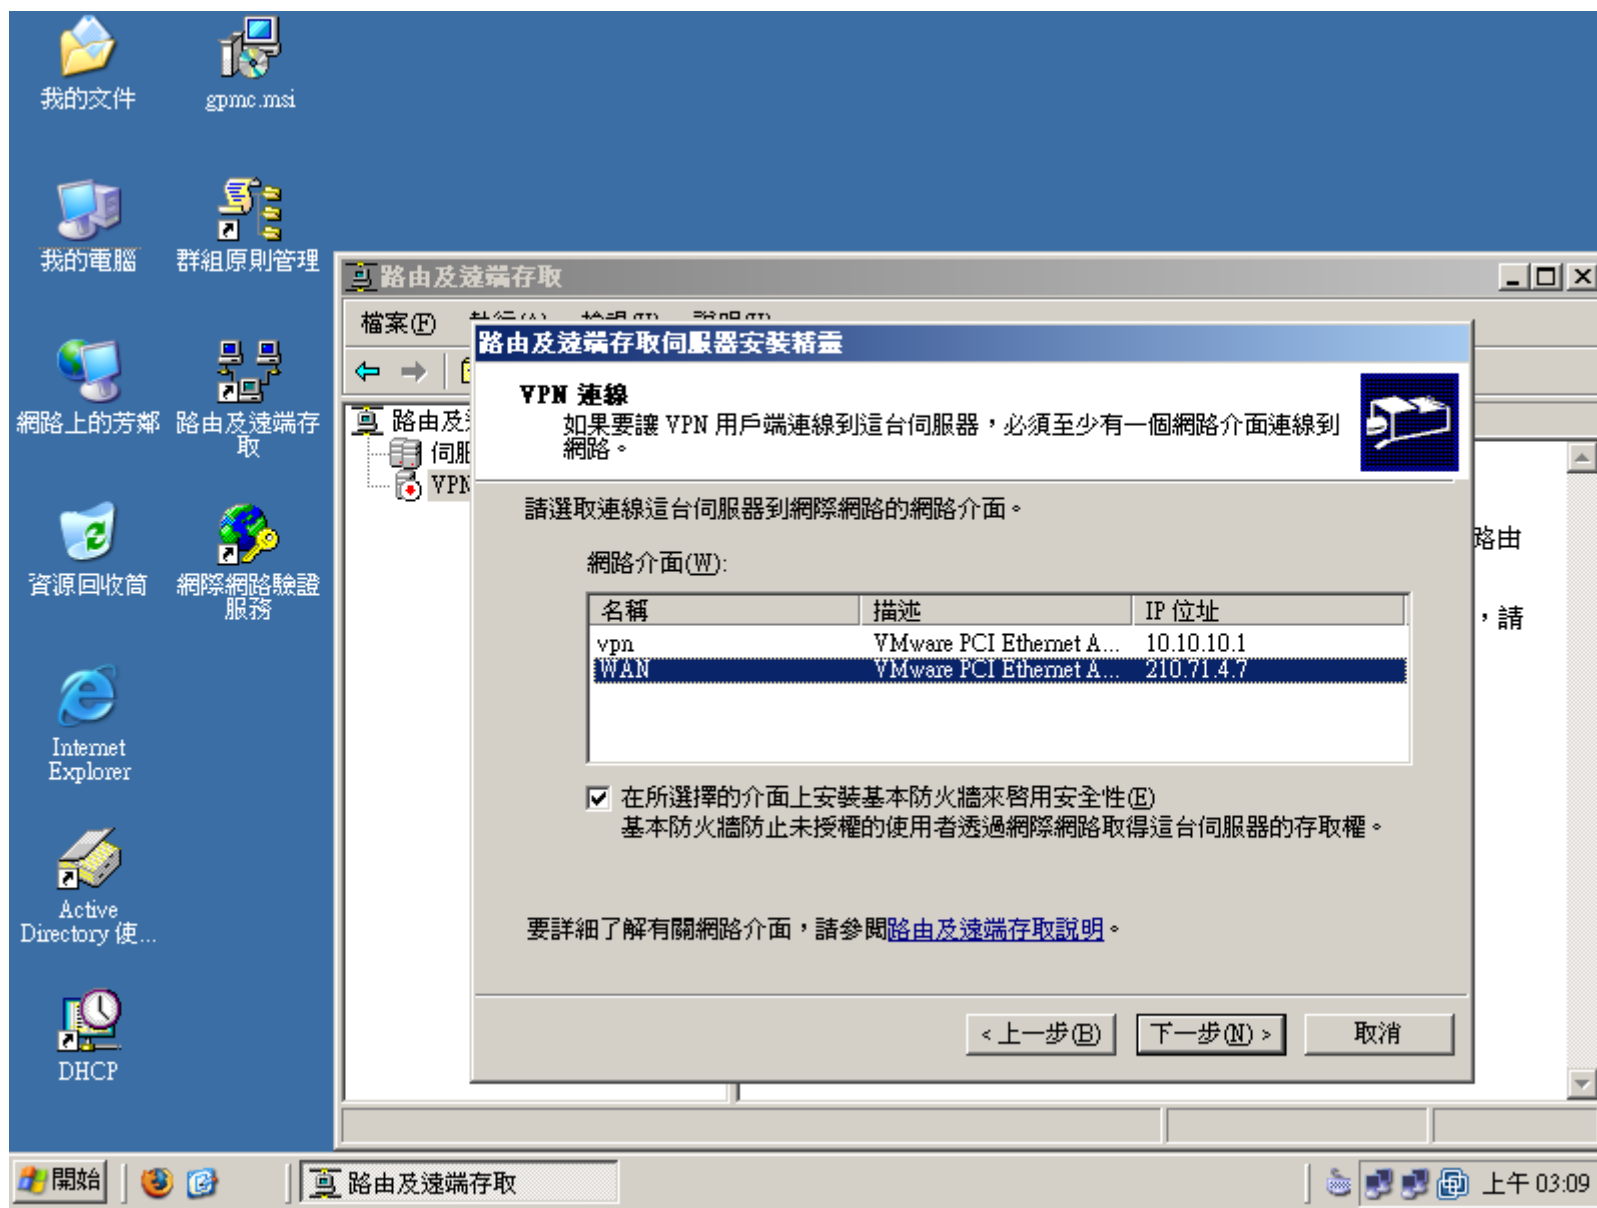 我的文件
gpmc.msi
我的電腦
群組原則管理
網路上的芳鄰
路由及遠端存
取
資源回收筒
網際網路驗證
服務
Internet
Explorer
Active
Directory 使...
DHCP
路由及遠端存取
檔案(F)
路由及
伺服
VPN
路由
，請
路由及遠端存取伺服器安裝精靈
VPN 連線
如果要讓 VPN 用戶端連線到這台伺服器，必須至少有一個網路介面連線到
網路。
請選取連線這台伺服器到網際網路的網路介面。
網路介面(W):
名稱 描述 IP 位址
vpn VMware PCI Ethernet A... 10.10.10.1
WAN VMware PCI Ethernet A... 210.71.4.7
在所選擇的介面上安裝基本防火牆來啓用安全性(E)
基本防火牆防止未授權的使用者透過網際網路取得這台伺服器的存取權。
要詳細了解有關網路介面，請參閱路由及遠端存取說明。
<上一步(B)
下一步(N)>
取消
開始
路由及遠端存取
上午 03:09